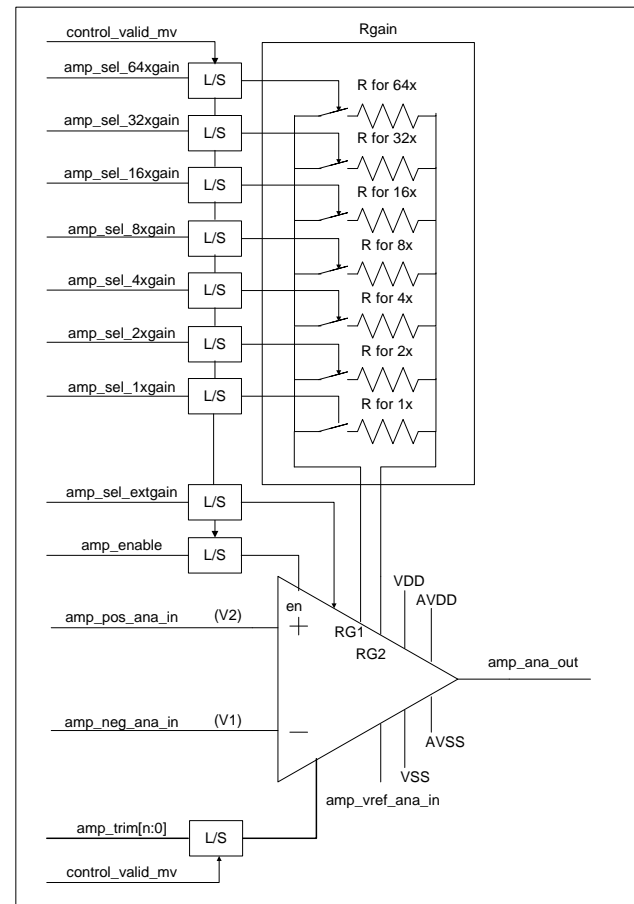 control_valid_mv
Rgain
amp_sel_64xgain
L/S
R for 64x
amp_sel_32xgain
L/S
R for 32x
amp_sel_16xgain
L/S
R for 16x
amp_sel_8xgain
L/S
R for 8x
amp_sel_4xgain
L/S
R for 4x
amp_sel_2xgain
L/S
R for 2x
amp_sel_1xgain
L/S
R for 1x
amp_sel_extgain
L/S
amp_enable
L/S
VDD
AVDD
en
amp_pos_ana_in (V2)
+
RG1
RG2
amp_ana_out
amp_neg_ana_in (V1)
—
AVSS
VSS
amp_vref_ana_in
amp_trim[n:0]
L/S
control_valid_mv